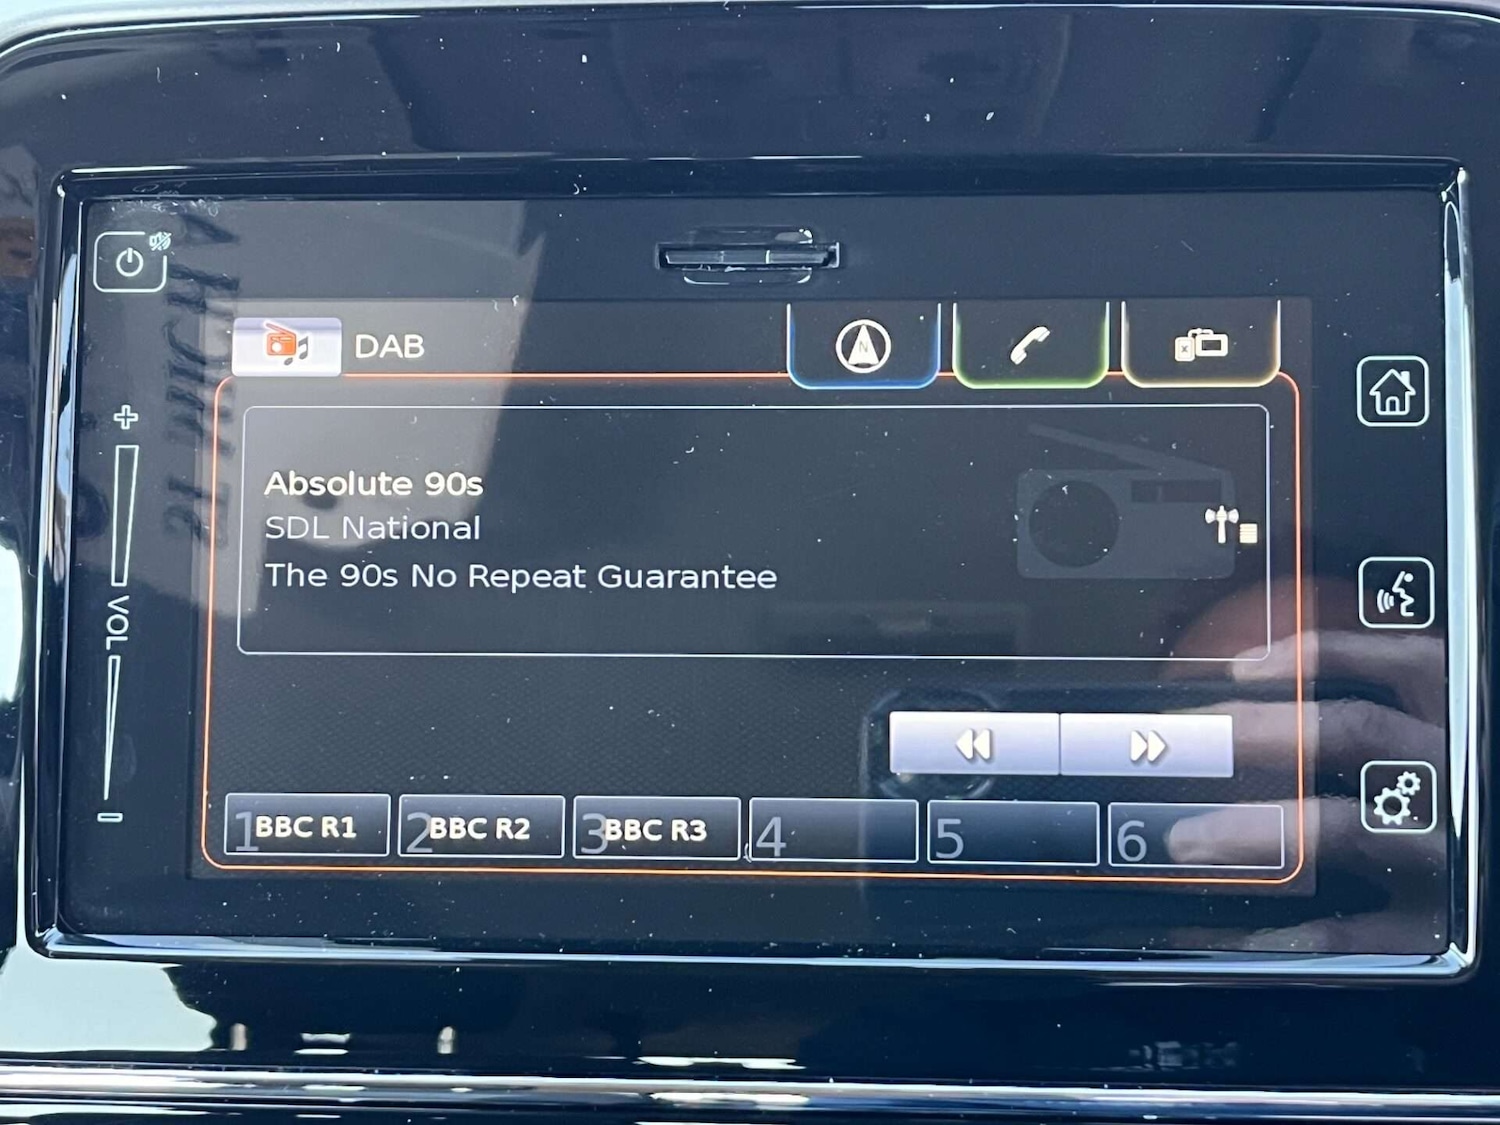 DAB
N
Absolute 90s
SDL National
The 90s No Repeat Guarantee
VOL
1 BBC R1
2 BBC R2
3 BBC R3
4
5
6